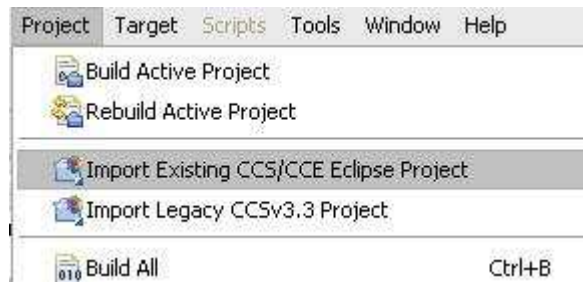 Project Target Scripts Tools Window Help
Build Active Project
Rebuild Active Project
Import Existing CCS/CCE Eclipse Project
Import Legacy CCSv3.3 Project
010 Build All Ctrl+B